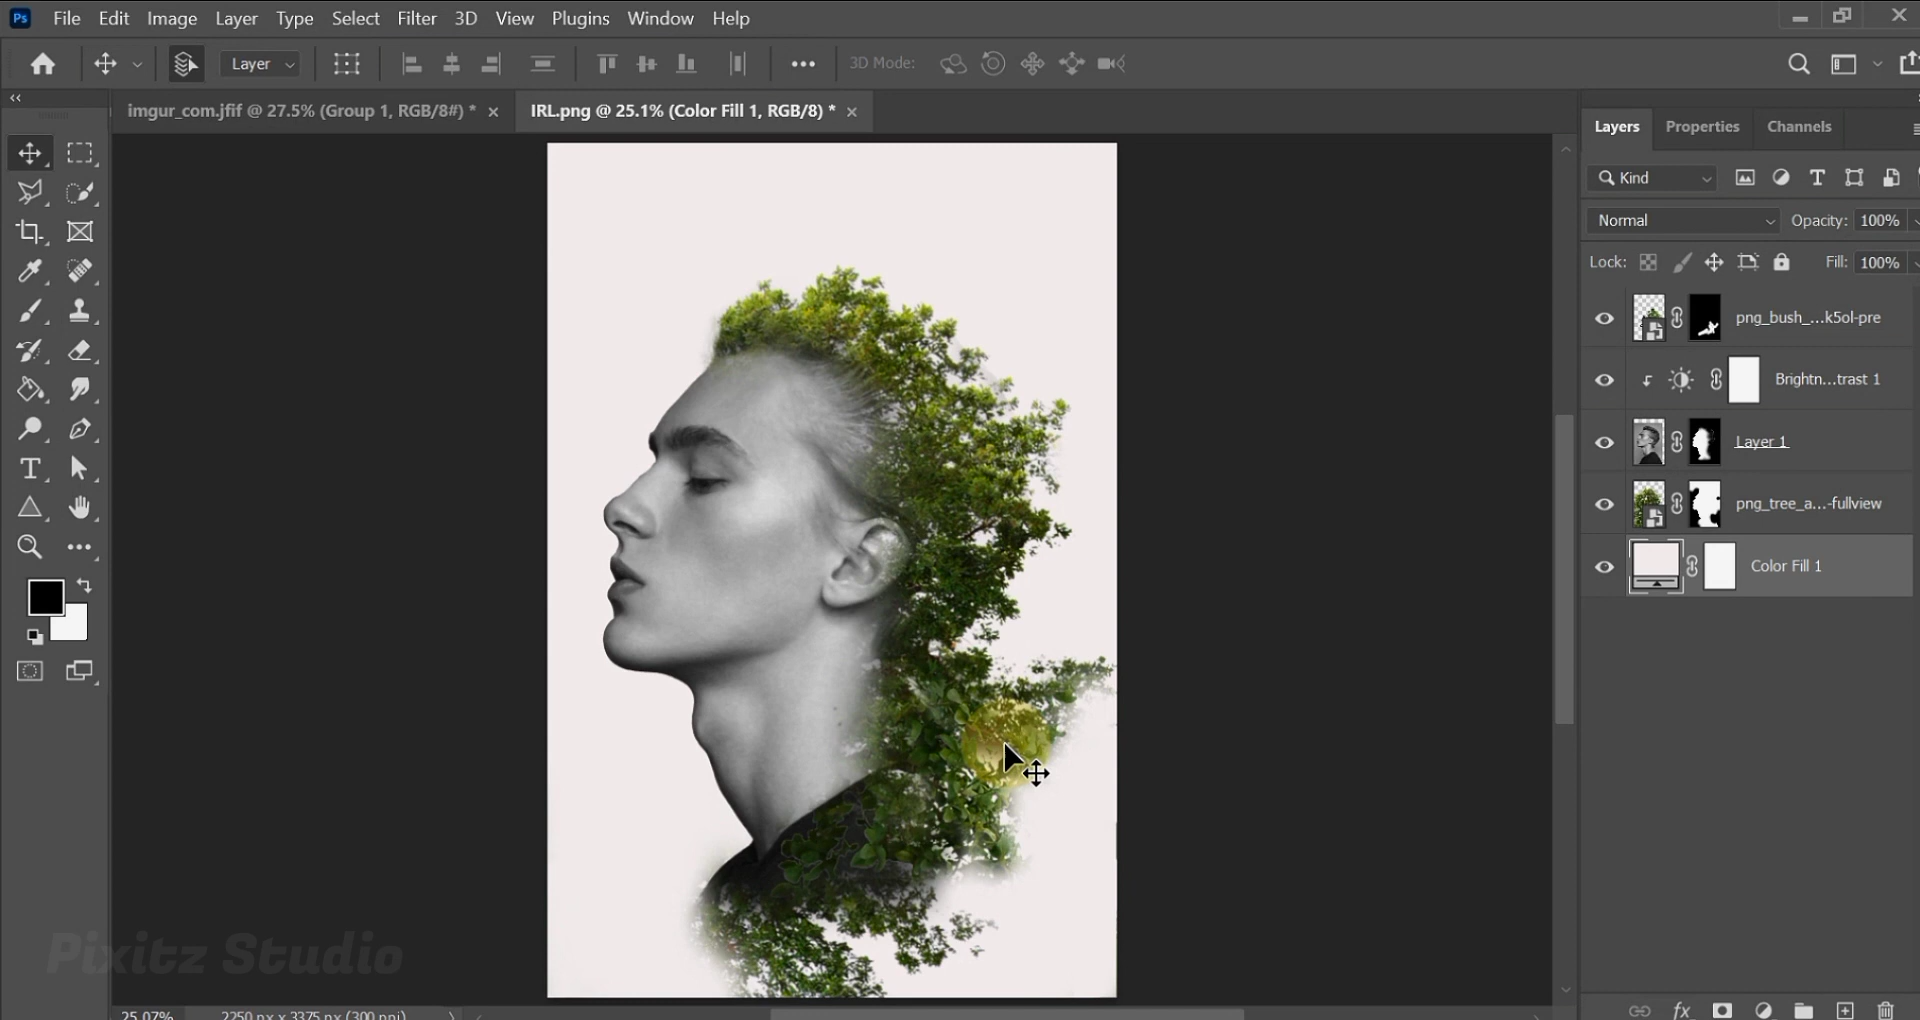 Ps File Edit Image Layer Type Select Filter 3D View Plugins Window Help
Layer 3D Mode:
imgur_com.jfif @ 27.5% (Group 1, RGB/8#) * IRL.png @ 25.1% (Color Fill 1, RGB/8) *
Layers Properties Channels
Kind
Normal Opacity: 100%
Lock: Fill: 100%
png_bush_...k5ol-pre
Brightn...trast 1
Layer 1
png_tree_a...-fullview
Color Fill 1
Pixitz Studio
25.07% 2250 px x 3375 px (300 ppi)